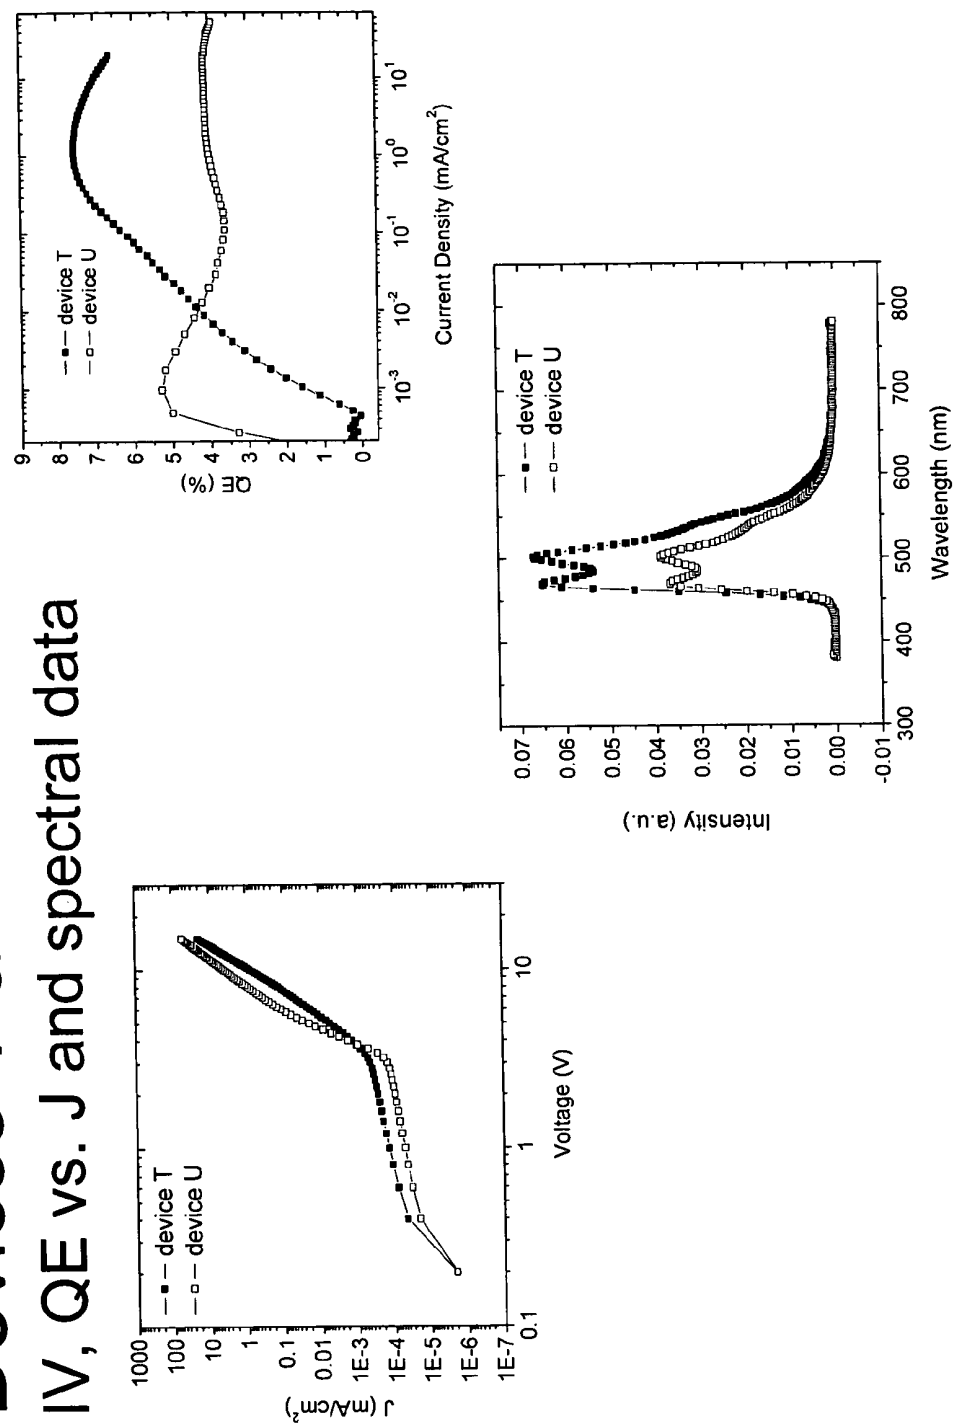 IV, QE vs. J and spectral data
1000
100
10
1
0.1
0.01
1E-3
1E-4
1E-5
1E-6
1E-7
J (mA/cm²)
device T
device U
0.1
1
10
Voltage (V)
9
8
7
6
5
4
3
2
1
0
QE (%)
device T
device U
10⁻³
10⁻²
10⁻¹
10⁰
10¹
Current Density (mA/cm²)
0.07
0.06
0.05
0.04
0.03
0.02
0.01
0.00
-0.01
Intensity (a.u.)
device T
device U
300
400
500
600
700
800
Wavelength (nm)